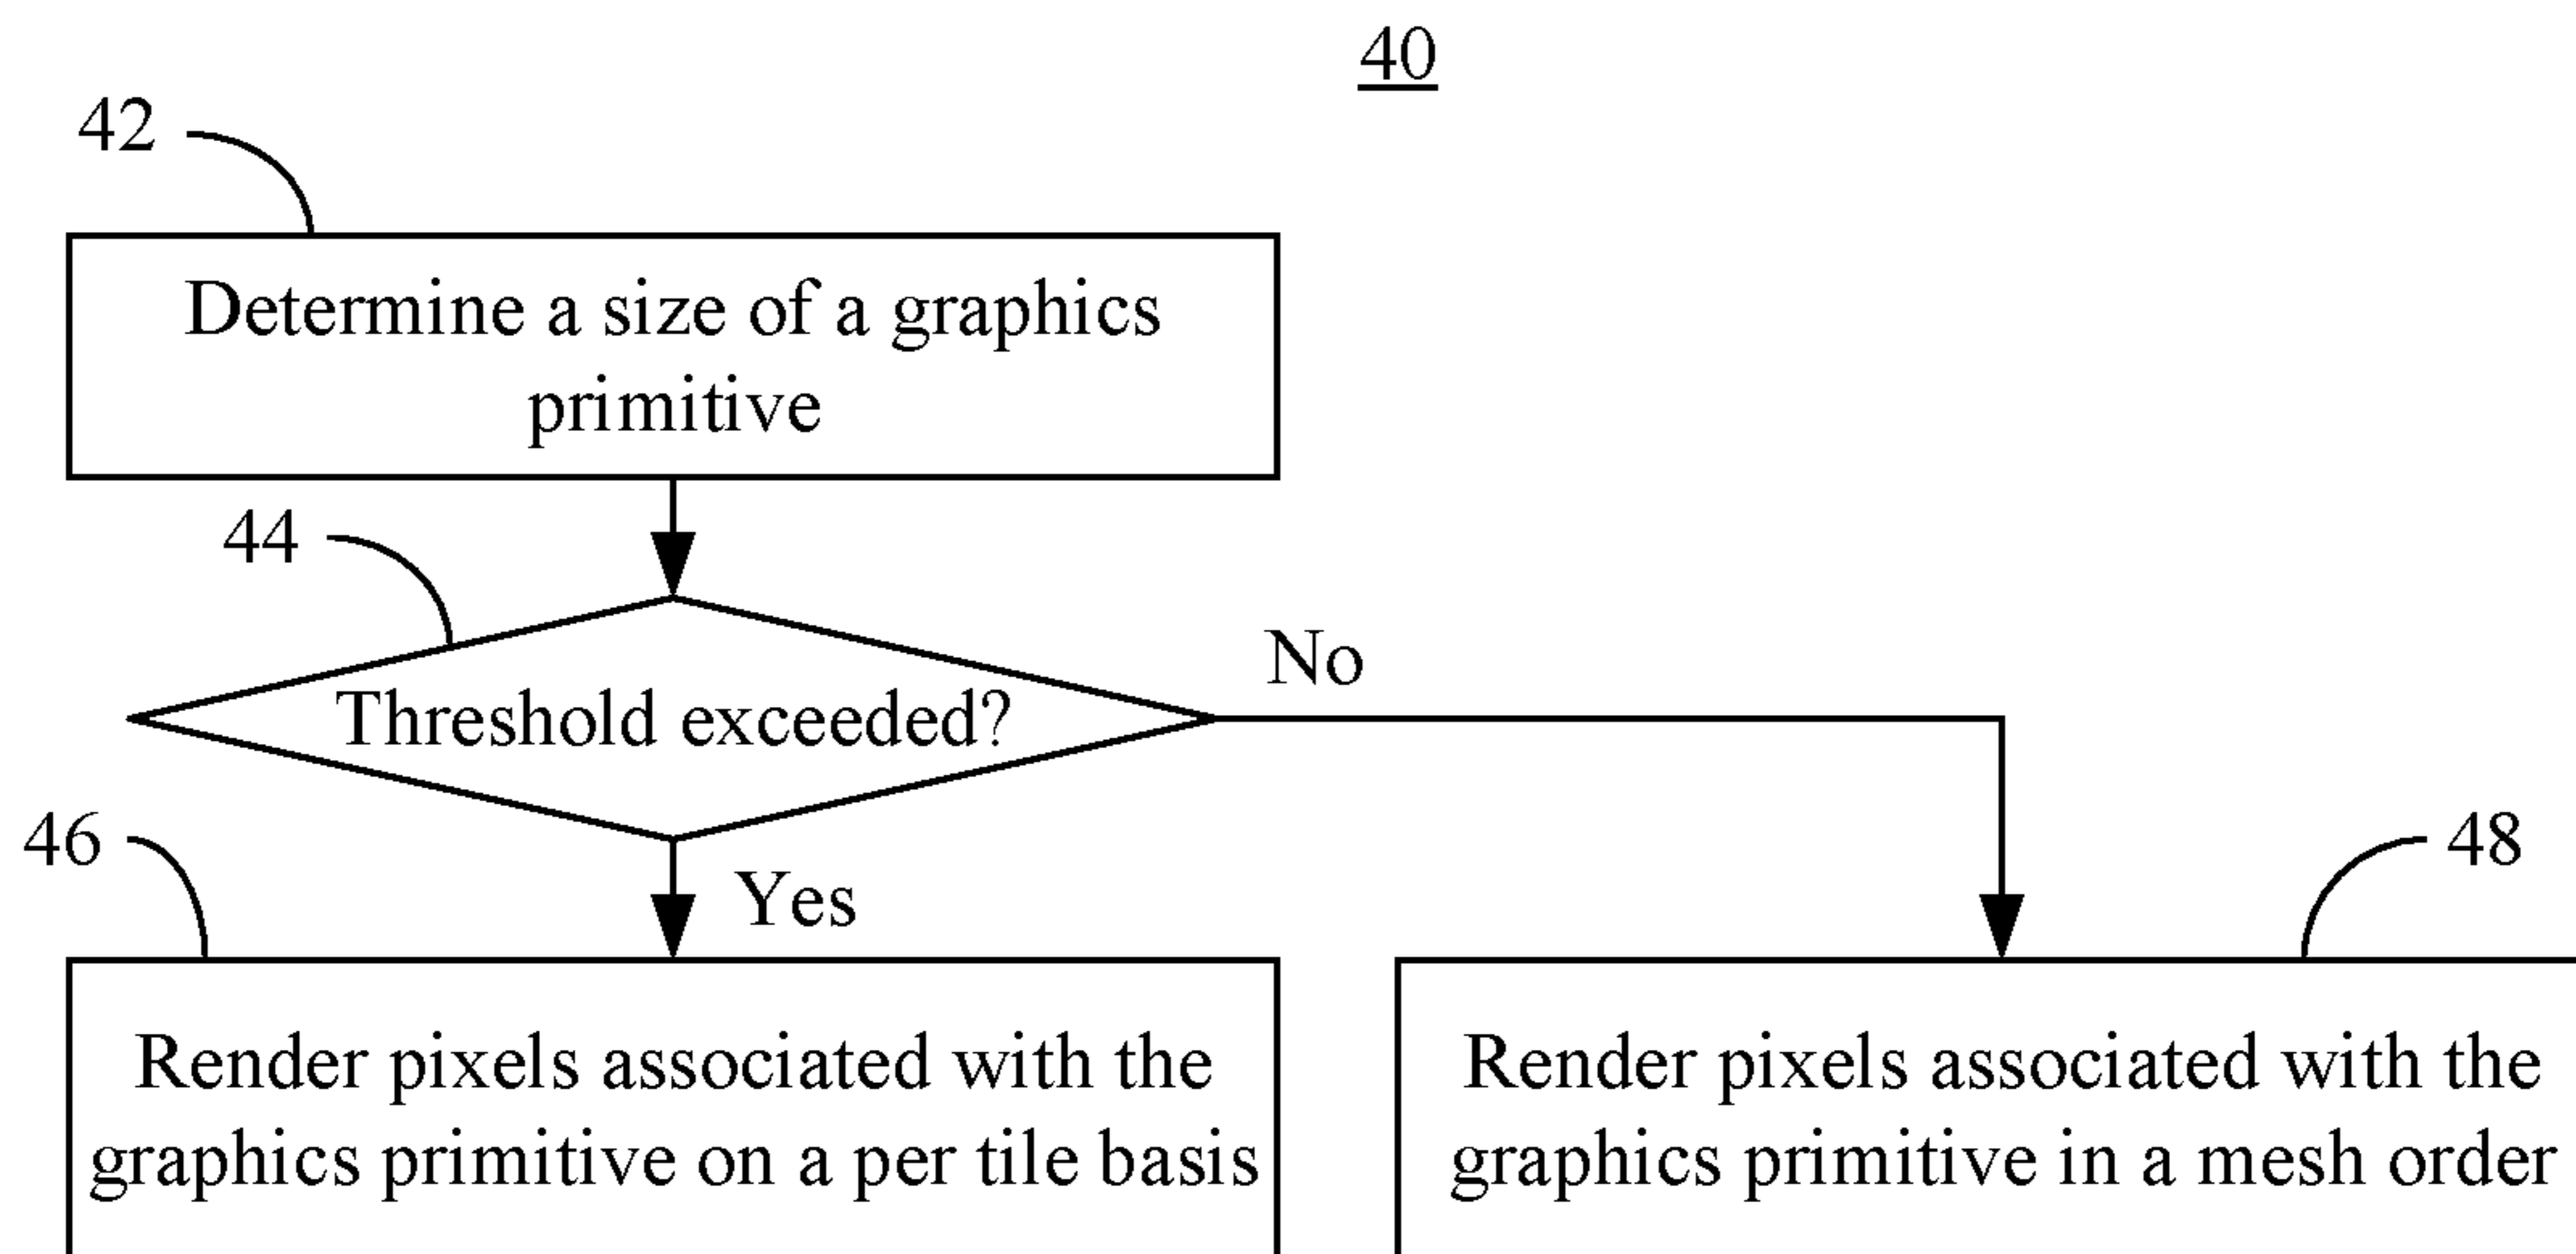 40
42
Determine a size of a graphics
primitive
44
Threshold exceeded?
No
46
Yes
48
Render pixels associated with the
graphics primitive on a per tile basis
Render pixels associated with the
graphics primitive in a mesh order